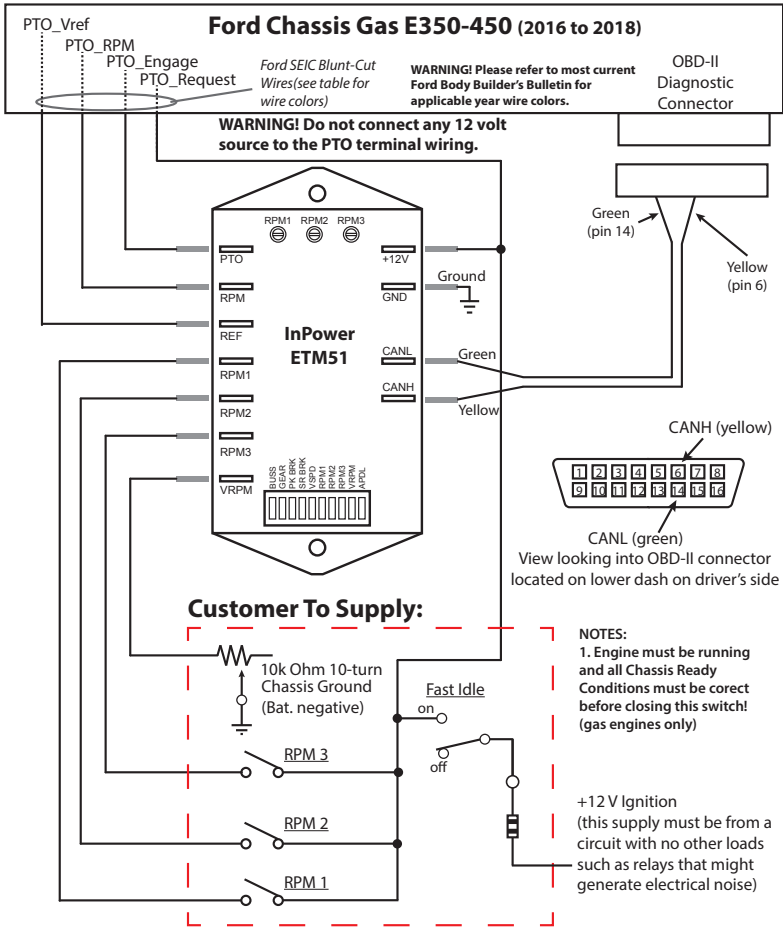 Ford Chassis Gas E350-450 (2016 to 2018)
PTO_Vref
PTO_RPM
PTO_Engage
PTO_Request
Ford SEIC Blunt-Cut
Wires(see table for
wire colors)
WARNING! Please refer to most current
Ford Body Builder's Bulletin for
applicable year wire colors.
OBD-II
Diagnostic
Connector
WARNING! Do not connect any 12 volt
source to the PTO terminal wiring.
Green
(pin 14)
Yellow
(pin 6)
RPM1 RPM2 RPM3
PTO
+12V
Ground
RPM
GND
REF
InPower
ETM51
RPM1
CANL
Green
RPM2
CANH
Yellow
RPM3
VRPM
BUSS
GEAR
PK BRK
SR BRK
VSPD
RPM1
RPM2
RPM3
VRPM
APDL
CANH (yellow)
1 2 3 4 5 6 7 8
9 10 11 12 13 14 15 16
CANL (green)
View looking into OBD-II connector
located on lower dash on driver's side
Customer To Supply:
10k Ohm 10-turn
Chassis Ground
(Bat. negative)
Fast Idle
on
off
RPM 3
RPM 2
RPM 1
NOTES:
1. Engine must be running
and all Chassis Ready
Conditions must be corect
before closing this switch!
(gas engines only)
+12 V Ignition
(this supply must be from a
circuit with no other loads
such as relays that might
generate electrical noise)